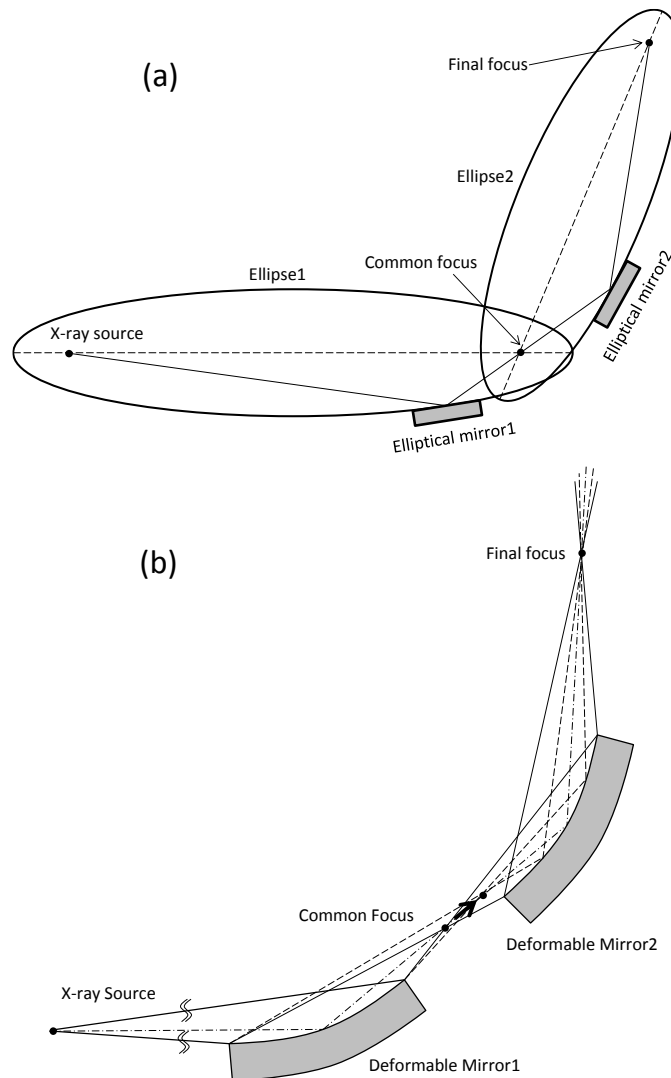 (a)
Final focus
Ellipse2
Common focus
Ellipse1
X-ray source
Elliptical mirror2
Elliptical mirror1
(b)
Final focus
Common Focus
Deformable Mirror2
X-ray Source
Deformable Mirror1